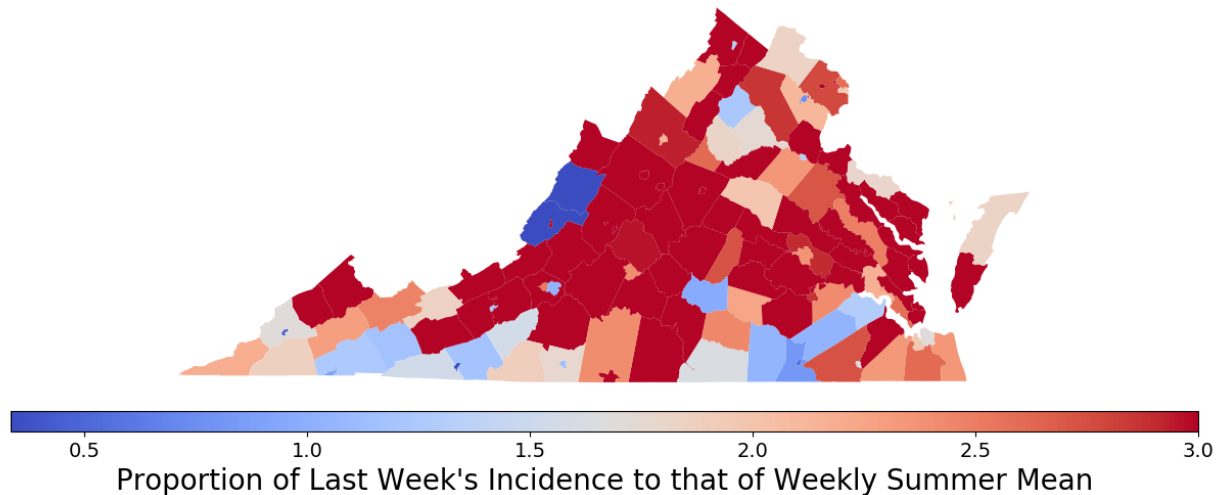 0.5 1.0 1.5 2.0 2.5 3.0
Proportion of Last Week's Incidence to that of Weekly Summer Mean